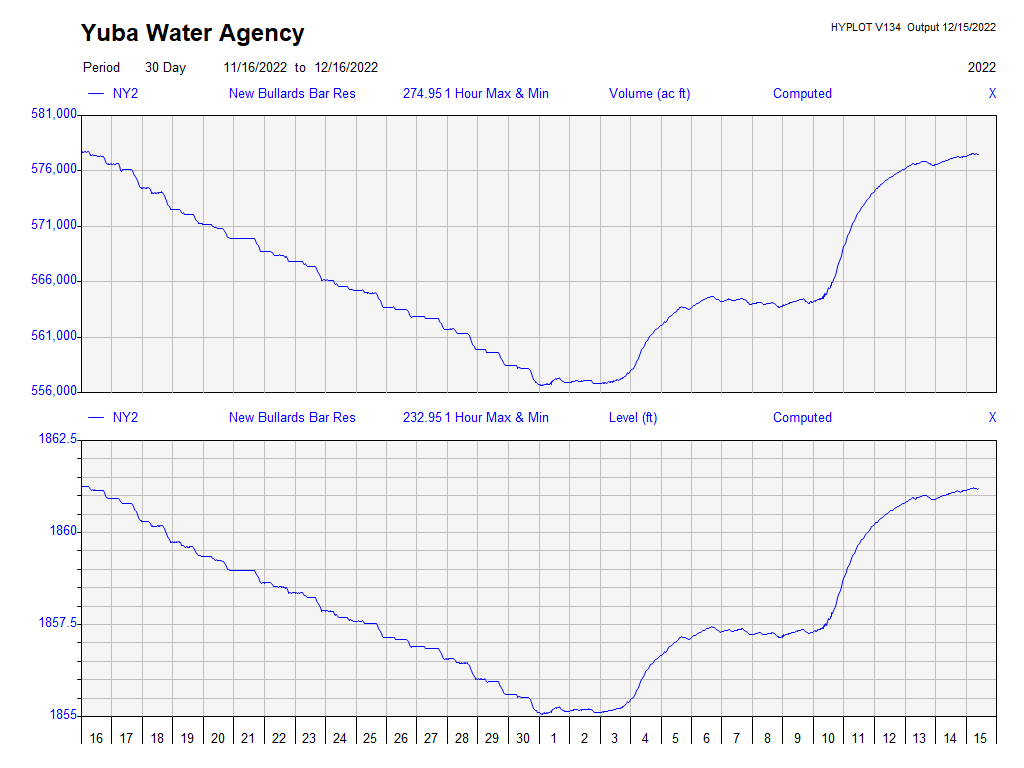 Yuba Water Agency
HYPLOT V134 Output 12/15/2022
Period 30 Day 11/16/2022 to 12/16/2022 2022
NY2 New Bullards Bar Res 274.95 1 Hour Max & Min Volume (ac ft) Computed X
581,000
576,000
571,000
566,000
561,000
556,000
NY2 New Bullards Bar Res 232.95 1 Hour Max & Min Level (ft) Computed X
1862.5
1860
1857.5
1855
16 17 18 19 20 21 22 23 24 25 26 27 28 29 30 1 2 3 4 5 6 7 8 9 10 11 12 13 14 15